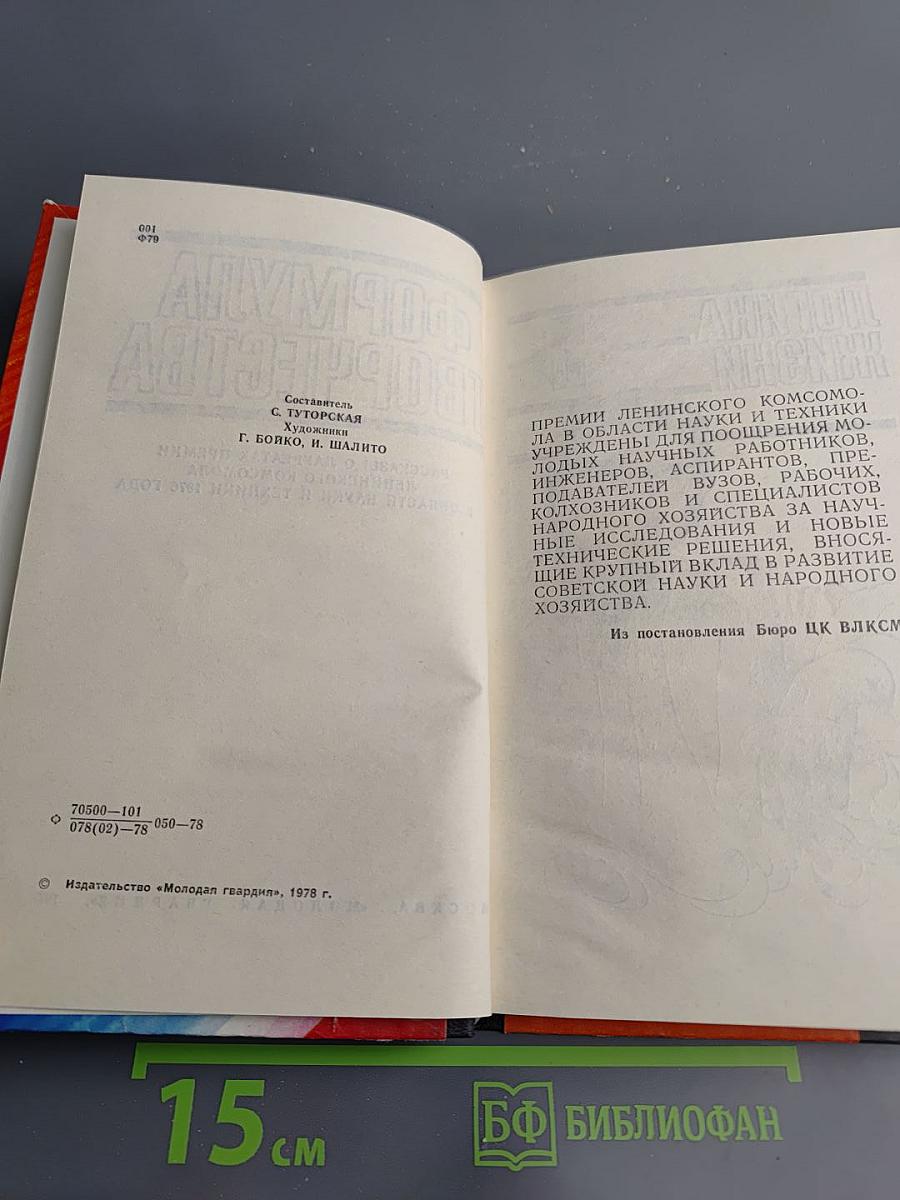 001
Ф79
Составитель
С. ТУТОРСКАЯ
Художники
Г. БОЙКО, И. ШАЛИТО
Ф 70500—101
078(02)—78 050—78
© Издательство «Молодая гвардия», 1978 г.
ПРЕМИИ ЛЕНИНСКОГО КОМСОМО-
ЛА В ОБЛАСТИ НАУКИ И ТЕХНИКИ
УЧРЕЖДЕНЫ ДЛЯ ПООЩРЕНИЯ МО-
ЛОДЫХ НАУЧНЫХ РАБОТНИКОВ,
ИНЖЕНЕРОВ, АСПИРАНТОВ, ПРЕ-
ПОДАВАТЕЛЕЙ ВУЗОВ, РАБОЧИХ,
КОЛХОЗНИКОВ И СПЕЦИАЛИСТОВ
НАРОДНОГО ХОЗЯЙСТВА ЗА НАУЧ-
НЫЕ ИССЛЕДОВАНИЯ И НОВЫЕ
ТЕХНИЧЕСКИЕ РЕШЕНИЯ, ВНОСЯ-
ЩИЕ КРУПНЫЙ ВКЛАД В РАЗВИТИЕ
СОВЕТСКОЙ НАУКИ И НАРОДНОГО
ХОЗЯЙСТВА.
Из постановления Бюро ЦК ВЛКСМ
15 см
БФ БИБЛИОФАН